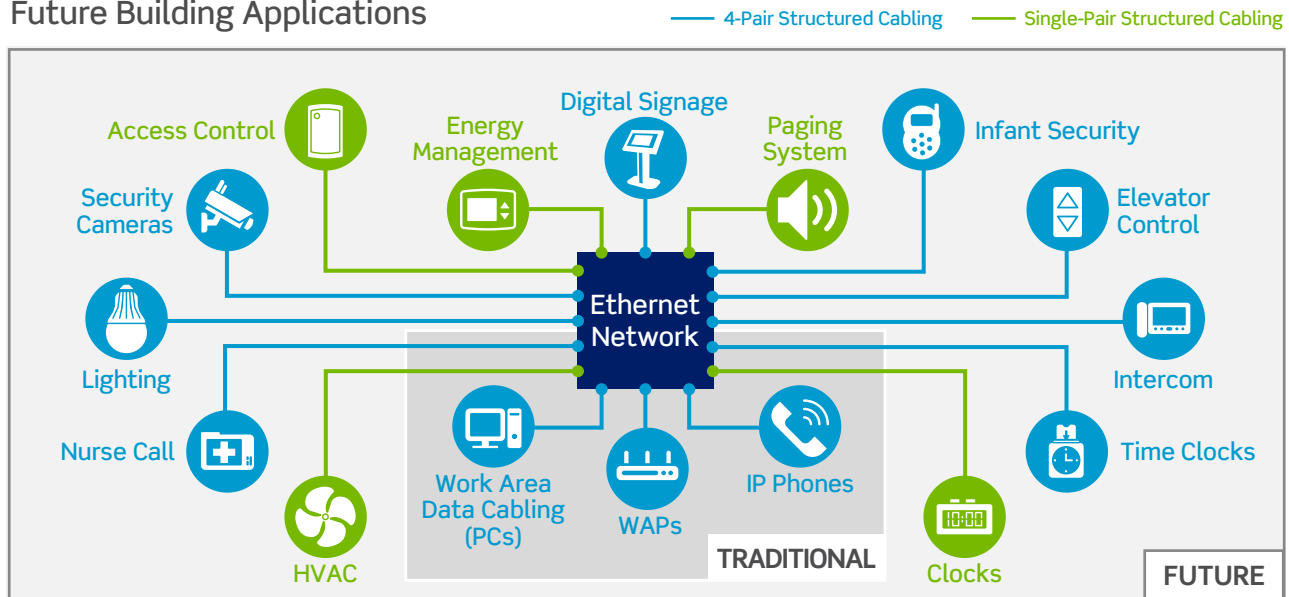 Future Building Applications
4-Pair Structured Cabling
Single-Pair Structured Cabling
Access Control
Energy
Management
Digital Signage
Paging
System
Infant Security
Security
Cameras
Elevator
Control
Ethernet
Network
Lighting
Intercom
Nurse Call
Work Area
Data Cabling
(PCs)
WAPs
IP Phones
Time Clocks
10:00
HVAC
TRADITIONAL
Clocks
FUTURE